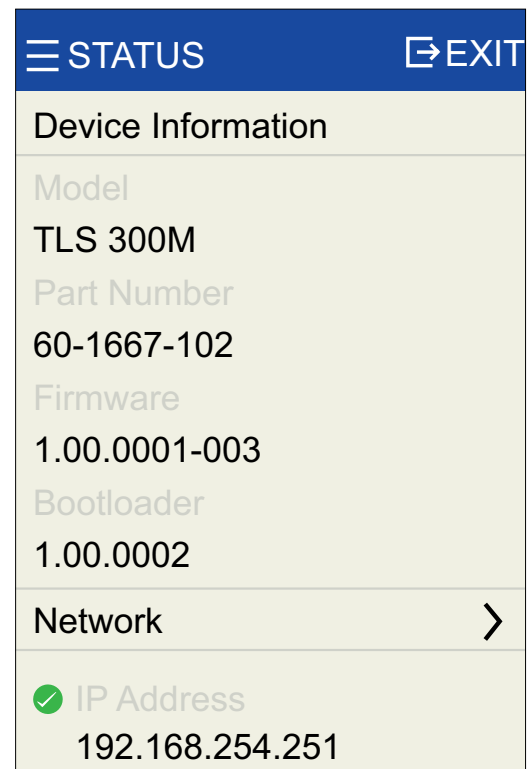 STATUS EXIT
Device Information
Model
TLS 300M
Part Number
60-1667-102
Firmware
1.00.0001-003
Bootloader
1.00.0002
Network
IP Address
192.168.254.251